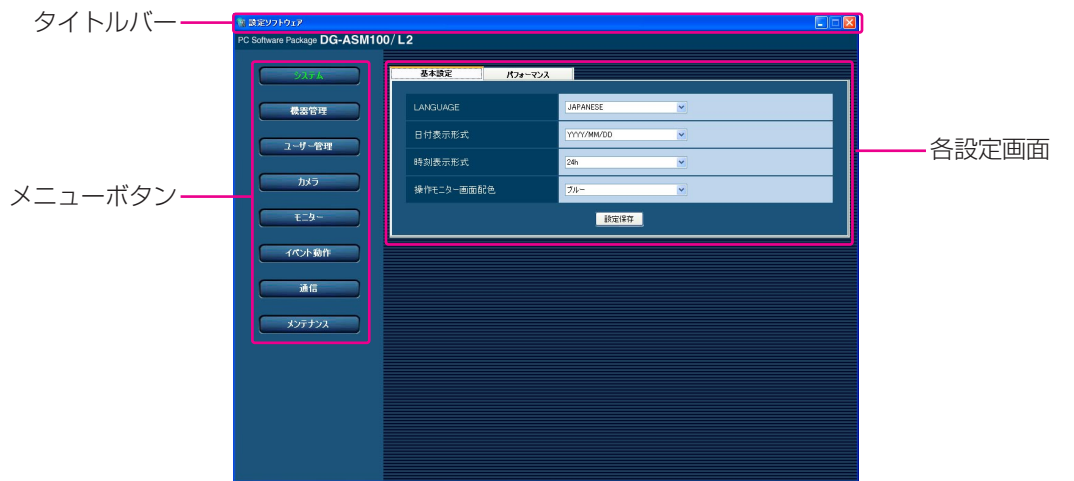 タイトルバー
設定ソフトウェア
PC Software Package DG-ASM100/L2
メニューボタン
システム
機器管理
ユーザー管理
カメラ
モニター
イベント動作
通信
メンテナンス
基本設定 パフォーマンス
LANGUAGE JAPANESE
日付表示形式 YYYY/MM/DD
時刻表示形式 24h
操作モニター画面配色 ブルー
設定保存
各設定画面